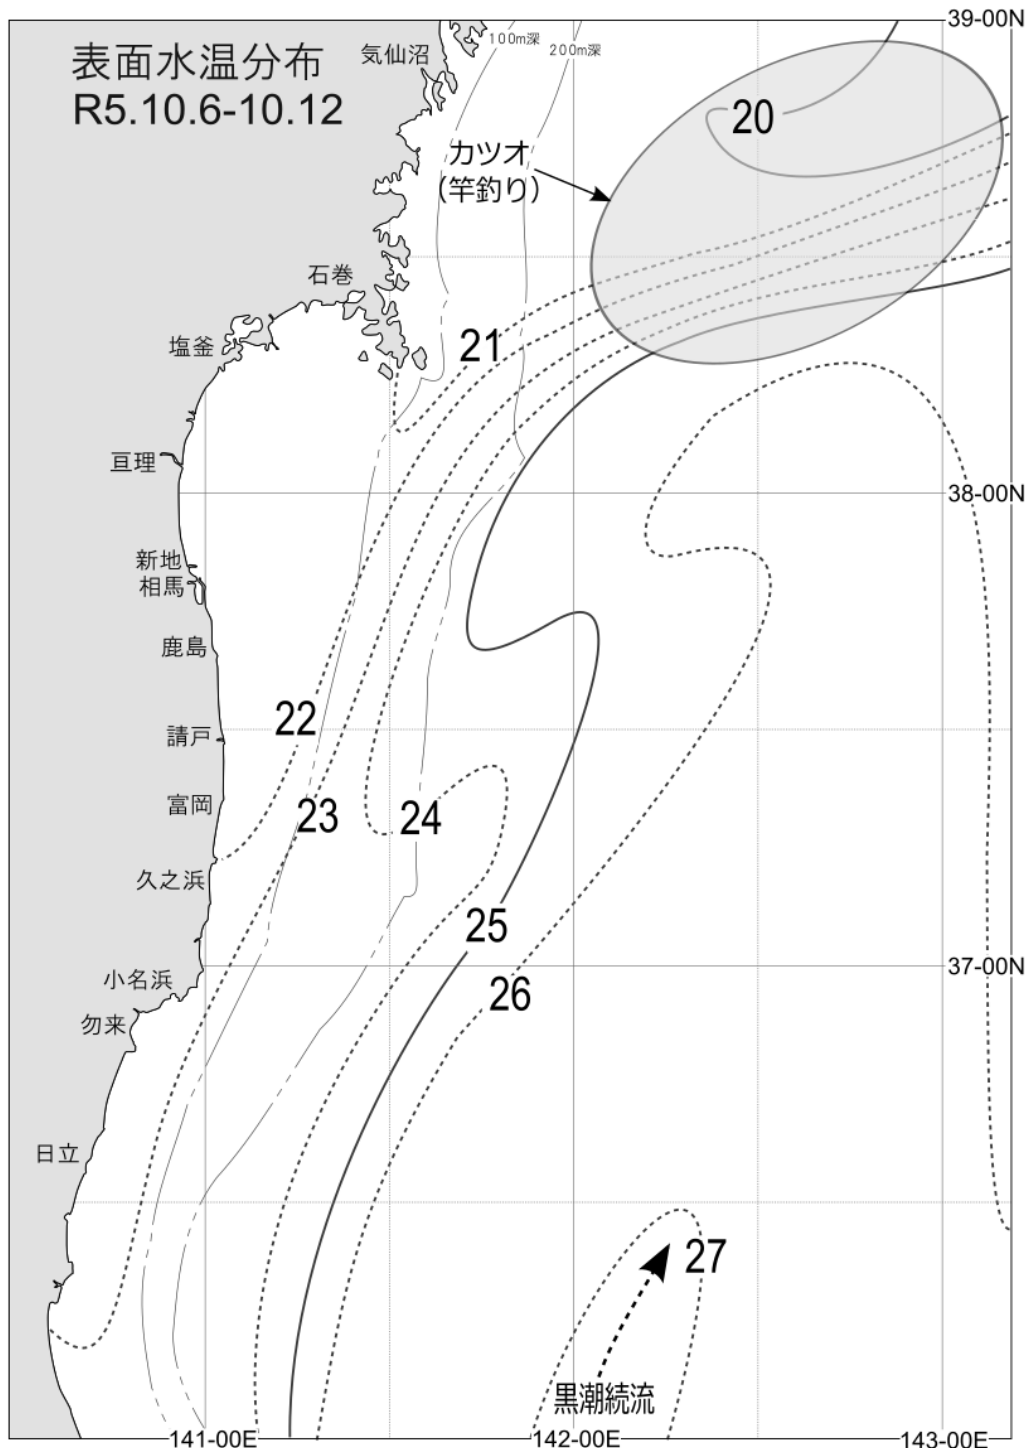 39-00N
表面水温分布
R5.10.6-10.12
気仙沼
100m深
200m深
20
カツオ
（竿釣り）
石巻
塩釜
21
亘理
38-00N
新地
相馬
鹿島
22
請戸
富岡
23
24
久之浜
25
37-00N
小名浜
26
勿来
日立
27
黒潮続流
141-00E
142-00E
143-00E